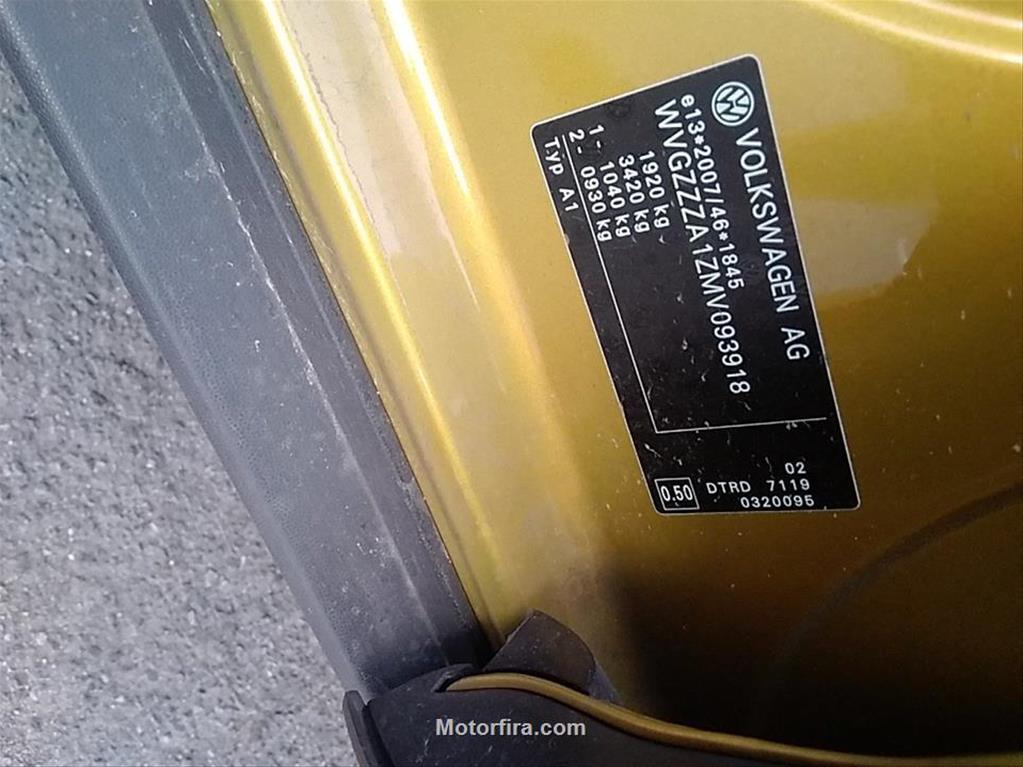 VOLKSWAGEN AG
e13*2007/46*1845
WVGZZZA1ZMV093918
1920 kg
3420 kg
1- 1040 kg
2- 0930 kg
Typ A1
0.50
02
DTRD 7119
0320095
Motorfira.com